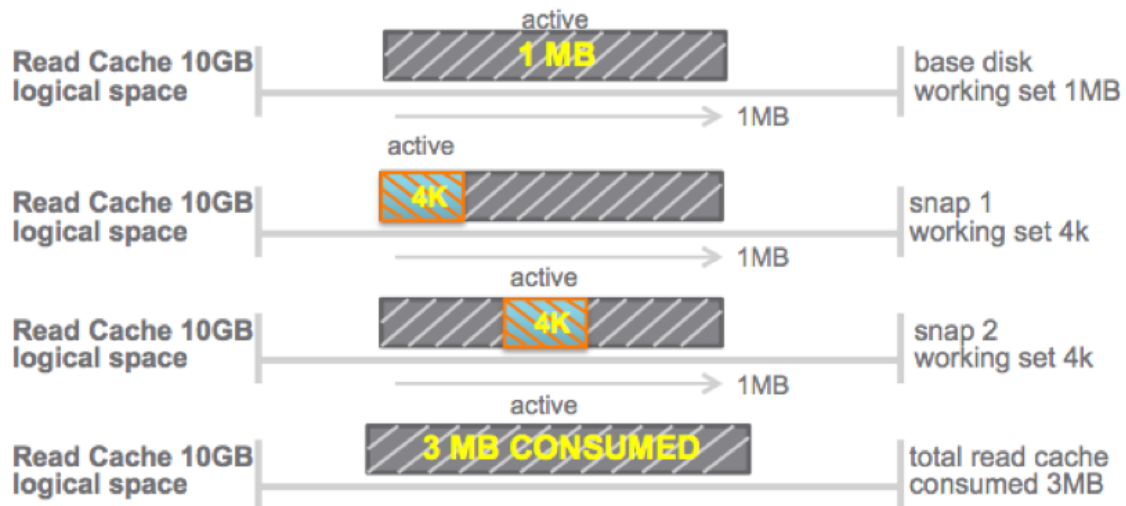 active
Read Cache 10GB logical space
1 MB
base disk working set 1MB
1MB
active
Read Cache 10GB logical space
4K
snap 1 working set 4k
1MB
active
Read Cache 10GB logical space
4K
snap 2 working set 4k
1MB
active
Read Cache 10GB logical space
3 MB CONSUMED
total read cache consumed 3MB